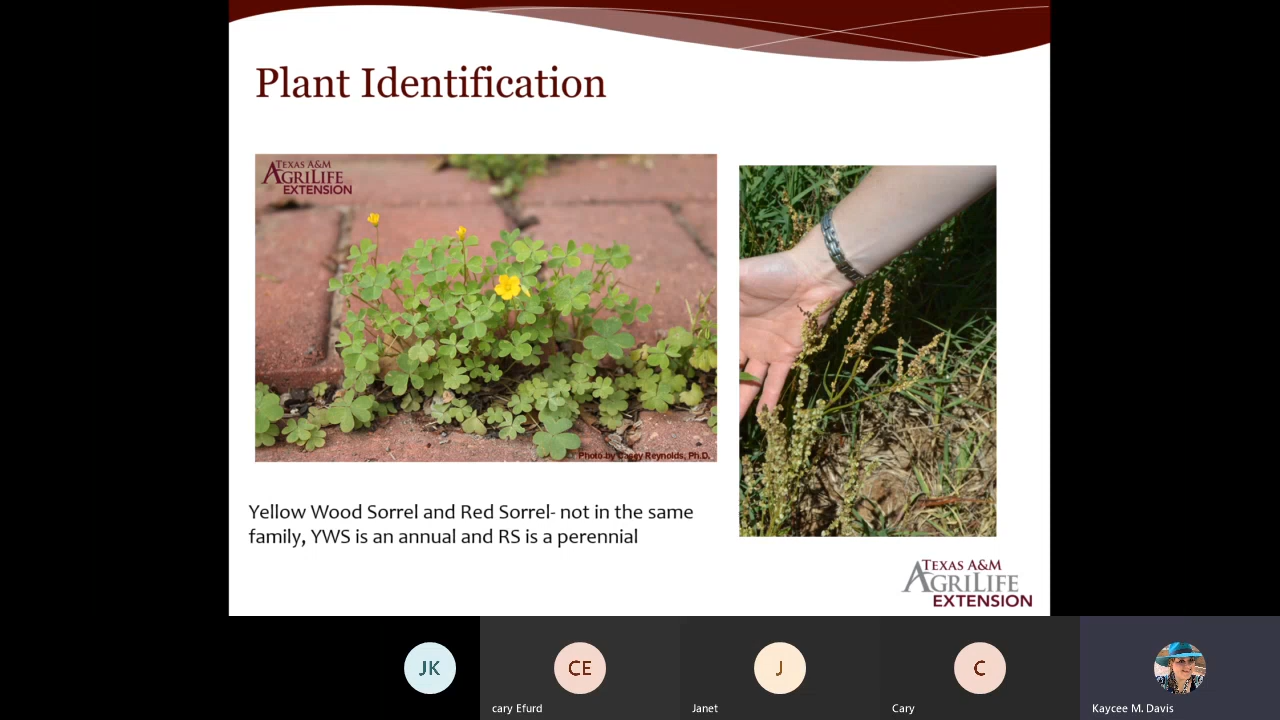 Plant Identification
TEXAS A&M
AGRILIFE
EXTENSION
Photo by Casey Reynolds, Ph.D.
Yellow Wood Sorrel and Red Sorrel- not in the same
family, YWS is an annual and RS is a perennial
TEXAS A&M
AGRILIFE
EXTENSION
JK
CE
J
C
cary Efurd
Janet
Cary
Kaycee M. Davis